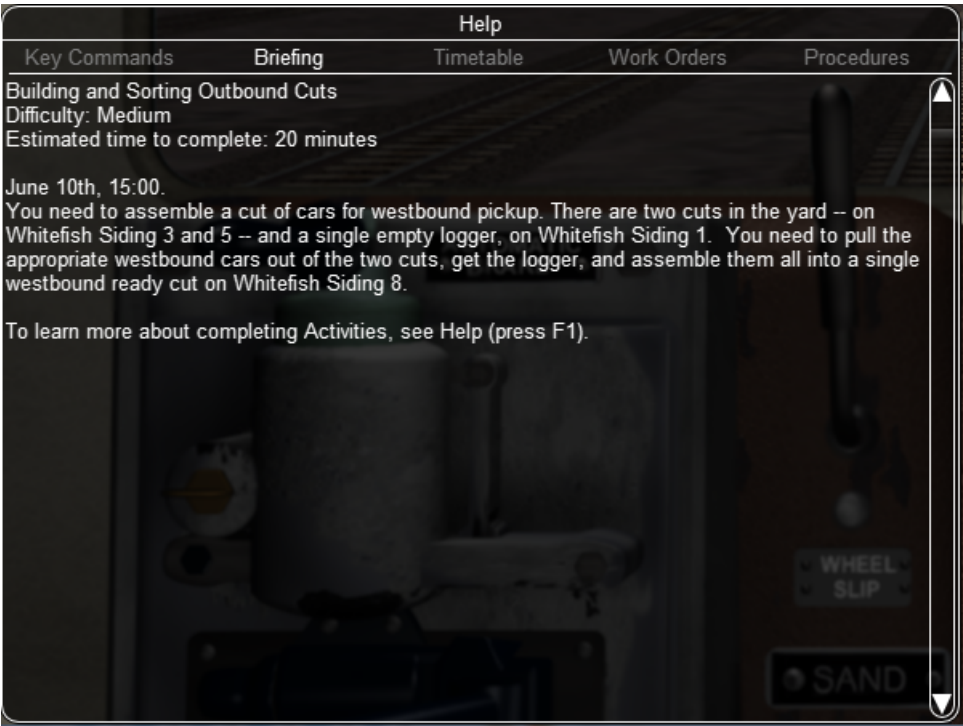 Help
Key Commands Briefing Timetable Work Orders Procedures
Building and Sorting Outbound Cuts
Difficulty: Medium
Estimated time to complete: 20 minutes
June 10th, 15:00.
You need to assemble a cut of cars for westbound pickup. There are two cuts in the yard -- on
Whitefish Siding 3 and 5 -- and a single empty logger, on Whitefish Siding 1.  You need to pull the
appropriate westbound cars out of the two cuts, get the logger, and assemble them all into a single
westbound ready cut on Whitefish Siding 8.
To learn more about completing Activities, see Help (press F1).
WHEEL
SLIP
SAND